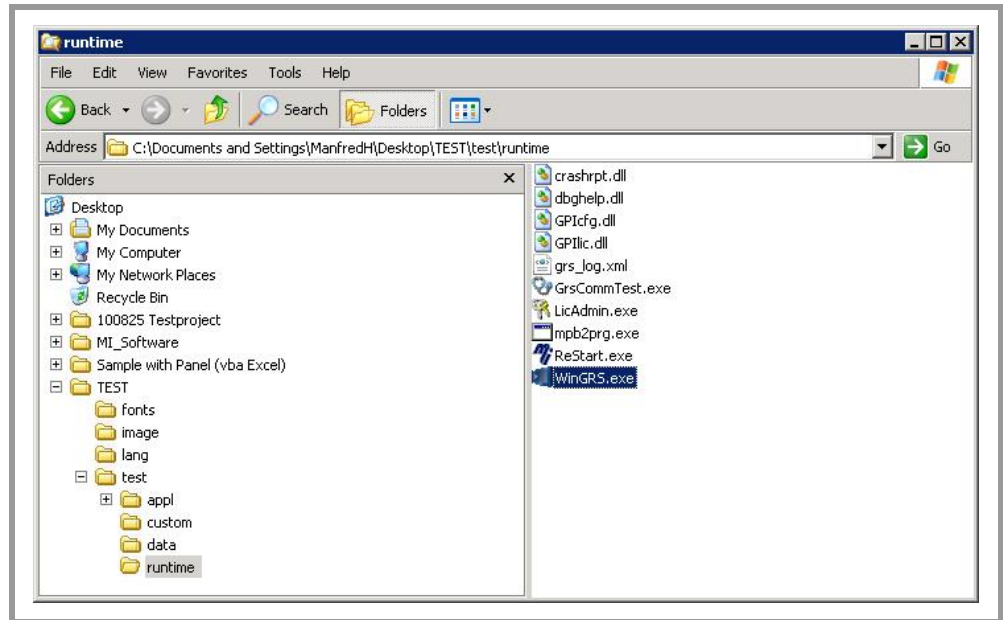 runtime
File Edit View Favorites Tools Help
Back Search Folders
Address C:\Documents and Settings\ManfredH\Desktop\TEST\test\runtime Go
Folders
Desktop
My Documents
My Computer
My Network Places
Recycle Bin
100825 Testproject
MI_Software
Sample with Panel (vba Excel)
TEST
fonts
image
lang
test
appl
custom
data
runtime
crashrpt.dll
dbghelp.dll
GPIcfg.dll
GPIlic.dll
grs_log.xml
GrsCommTest.exe
LicAdmin.exe
mpb2prg.exe
ReStart.exe
WinGRS.exe